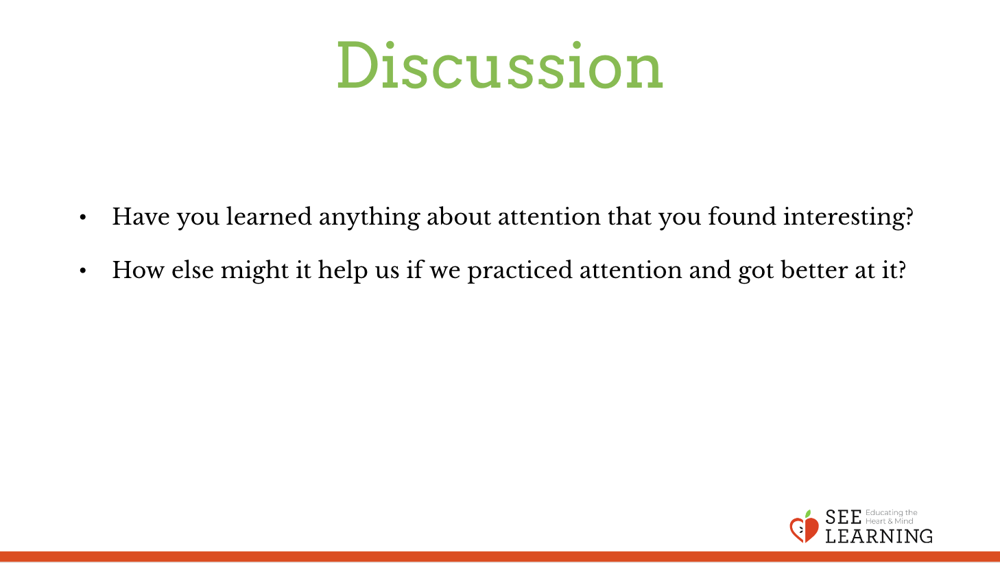 Discussion
• Have you learned anything about attention that you found interesting?
• How else might it help us if we practiced attention and got better at it?
SEE Educating the
Heart & Mind
LEARNING